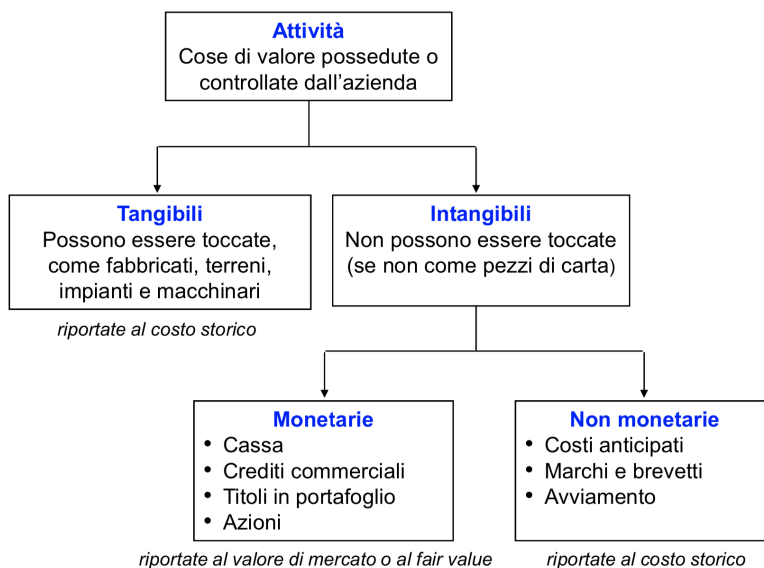 Attività
Cose di valore possedute o
controllate dall'azienda
Tangibili
Possono essere toccate,
come fabbricati, terreni,
impianti e macchinari
riportate al costo storico
Intangibili
Non possono essere toccate
(se non come pezzi di carta)
Monetarie
• Cassa
• Crediti commerciali
• Titoli in portafoglio
• Azioni
riportate al valore di mercato o al fair value
Non monetarie
• Costi anticipati
• Marchi e brevetti
• Avviamento
riportate al costo storico